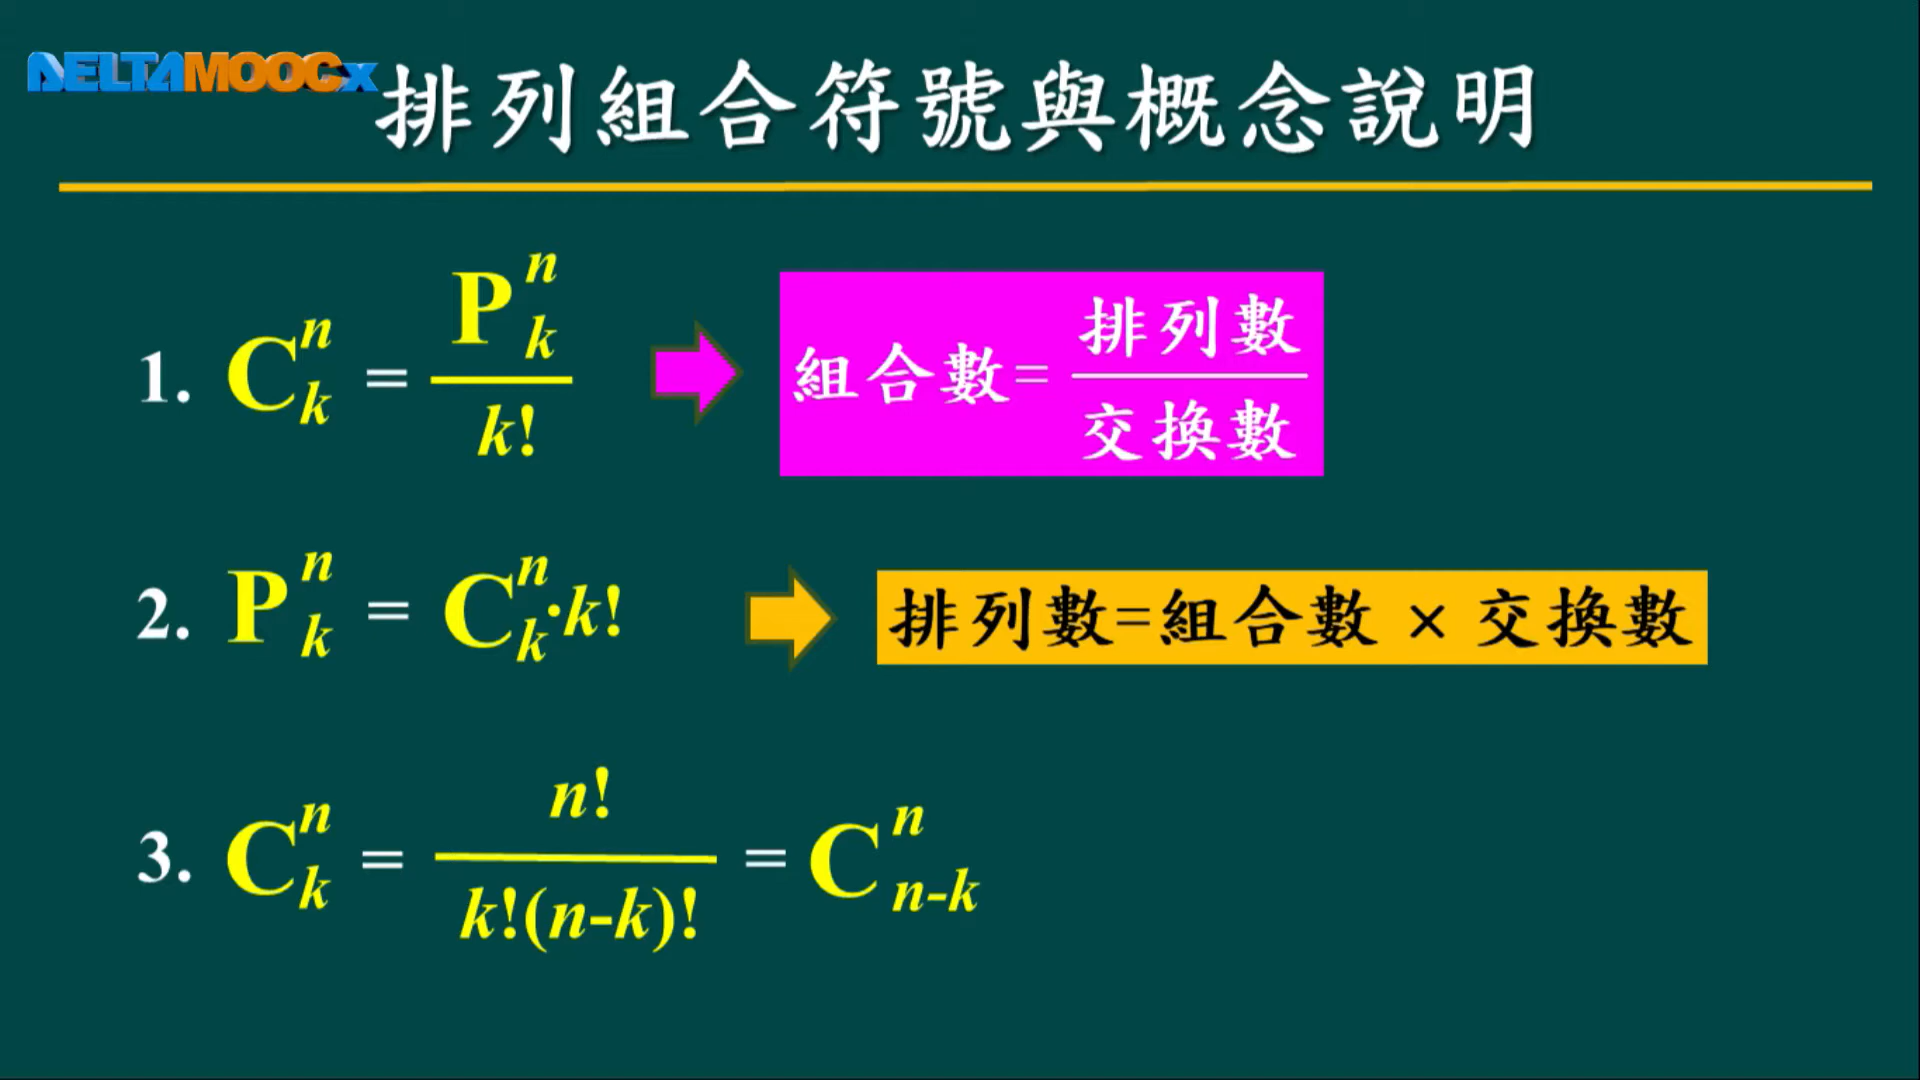 DELTAMOOCx
排列組合符號與概念說明
1. C^n_k = P^n_k / k! 組合數=排列數/交換數
2. P^n_k = C^n_k·k! 排列數=組合數 × 交換數
3. C^n_k = n! / k!(n-k)! = C^n_{n-k}